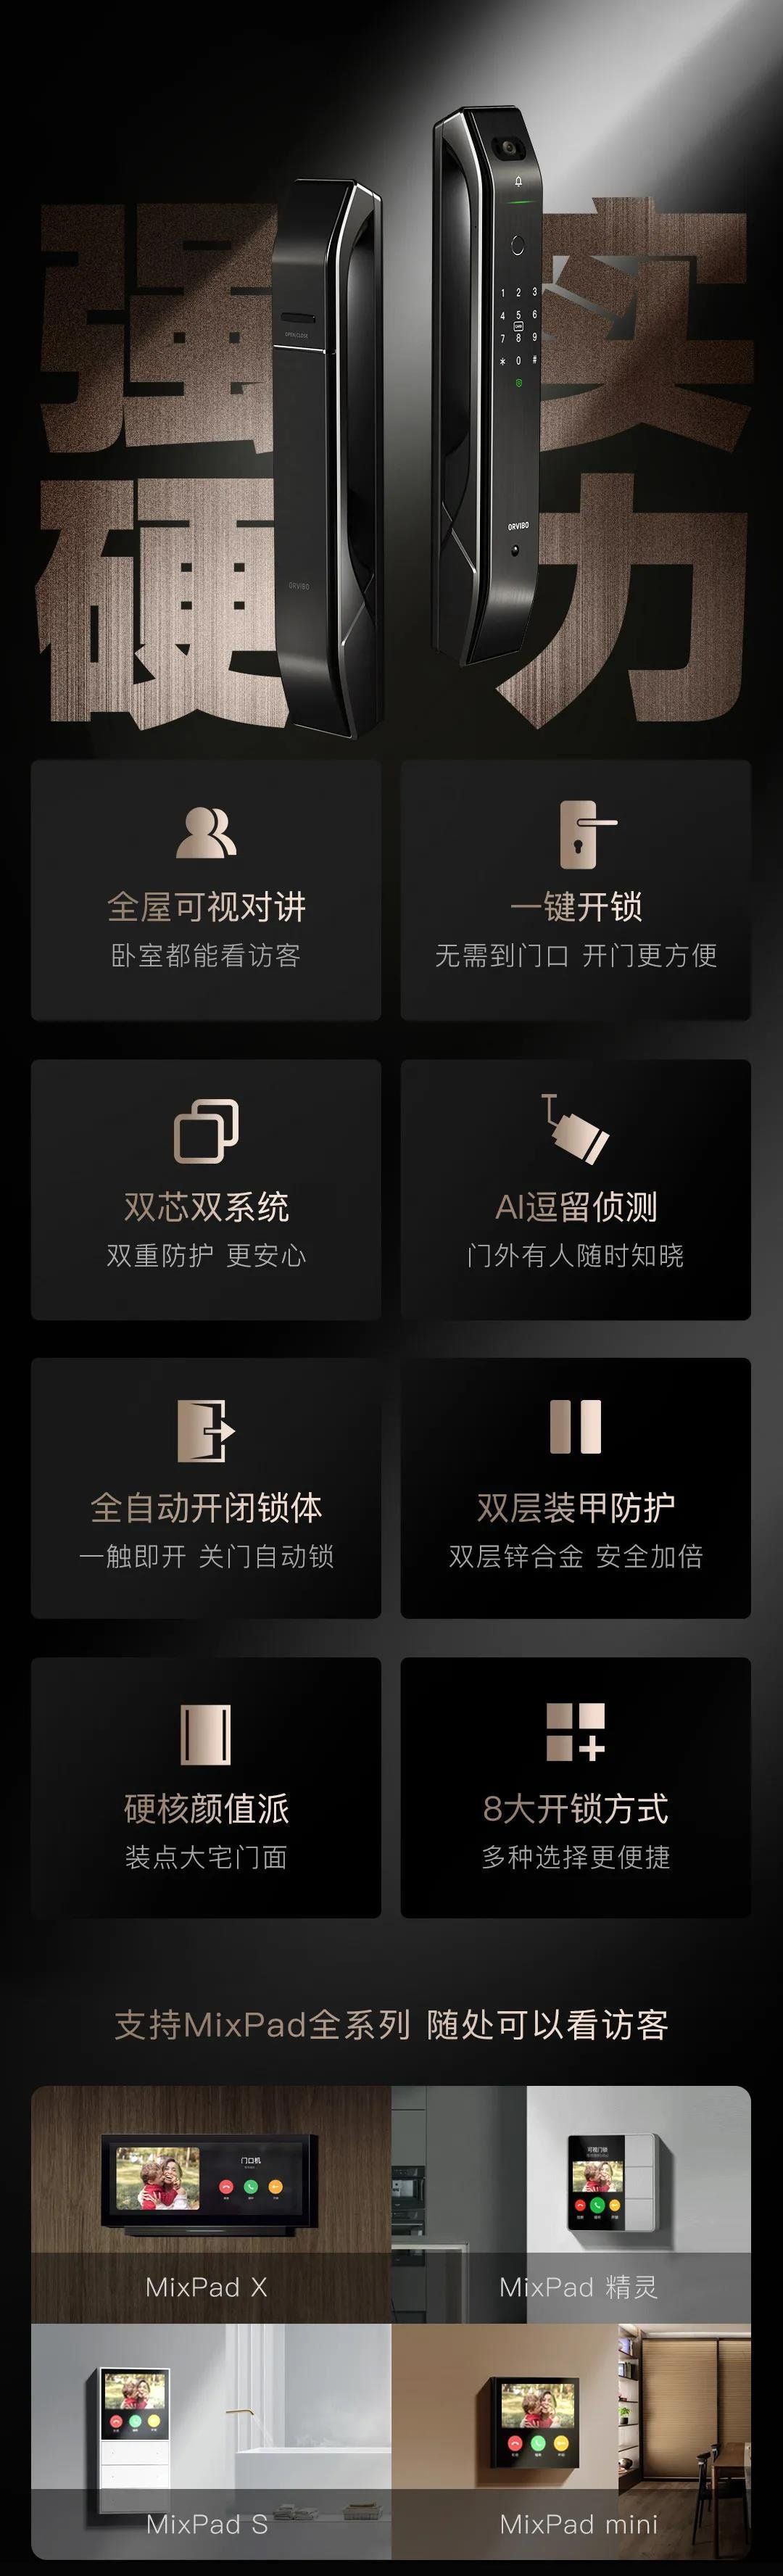 强 实
硬 力
OPEN/CLOSE
1 2 3
4 5 6
7 8 9
* 0 #
ORVIBO
ORVIBO
全屋可视对讲
卧室都能看访客
一键开锁
无需到门口 开门更方便
双芯双系统
双重防护 更安心
AI逗留侦测
门外有人随时知晓
全自动开闭锁体
一触即开 关门自动锁
双层装甲防护
双层锌合金 安全加倍
硬核颜值派
装点大宅门面
8大开锁方式
多种选择更便捷
支持MixPad全系列 随处可以看访客
门口机
MixPad X
可视门锁
MixPad 精灵
MixPad S
MixPad mini